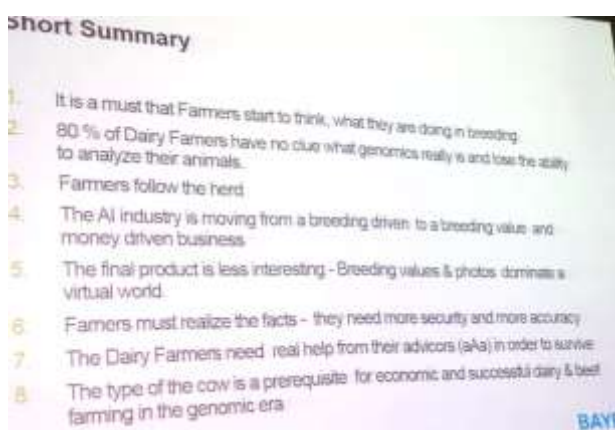 Short Summary
1. It is a must that Farmers start to think, what they are doing in breeding.
2. 80 % of Dairy Famers have no clue what genomics really is and lose the ability
to analyze their animals.
3. Farmers follow the herd
4. The AI industry is moving from a breeding driven to a breeding value and
money driven business
5. The final product is less interesting - Breeding values & photos dominate a
virtual world.
6. Famers must realize the facts - they need more security and more accuracy
7. The Dairy Farmers need real help from their advicors (aAa) in order to survive
8. The type of the cow is a prerequisite for economic and successful dairy & beef
farming in the genomic era